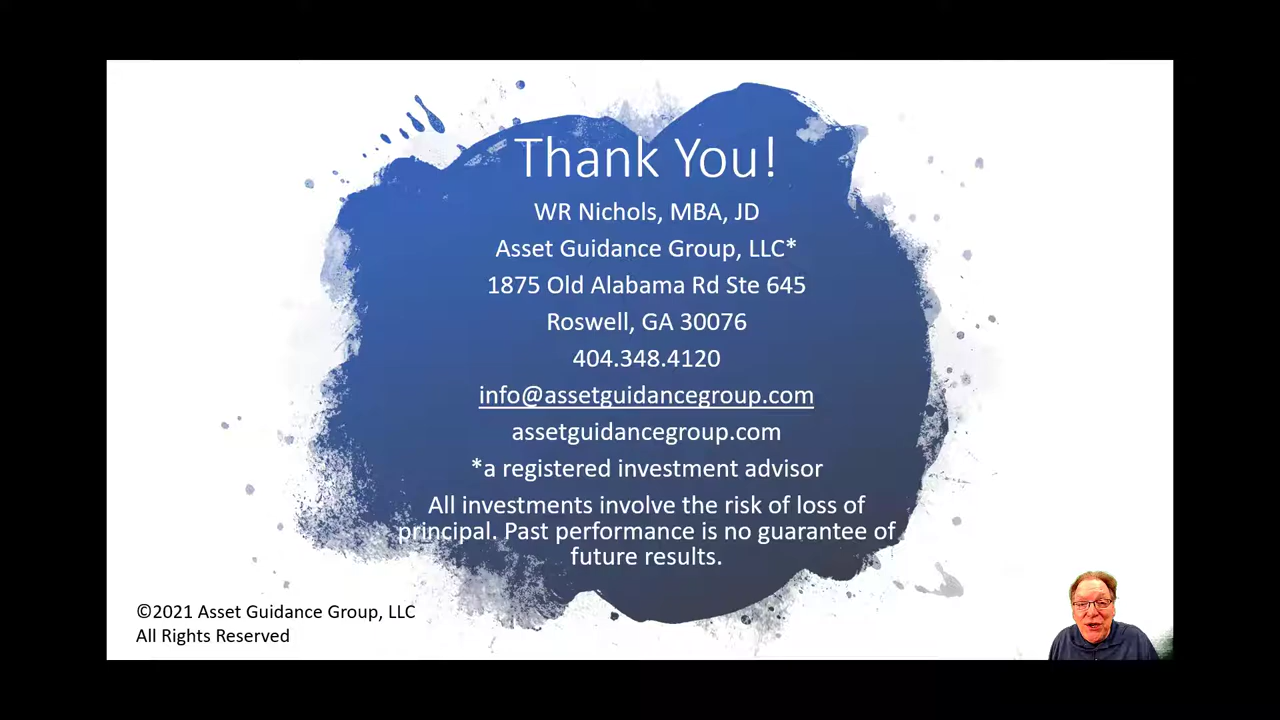 Thank You!
WR Nichols, MBA, JD
Asset Guidance Group, LLC*
1875 Old Alabama Rd Ste 645
Roswell, GA 30076
404.348.4120
info@assetguidancegroup.com
assetguidancegroup.com
*a registered investment advisor
All investments involve the risk of loss of
principal. Past performance is no guarantee of
future results.
©2021 Asset Guidance Group, LLC
All Rights Reserved